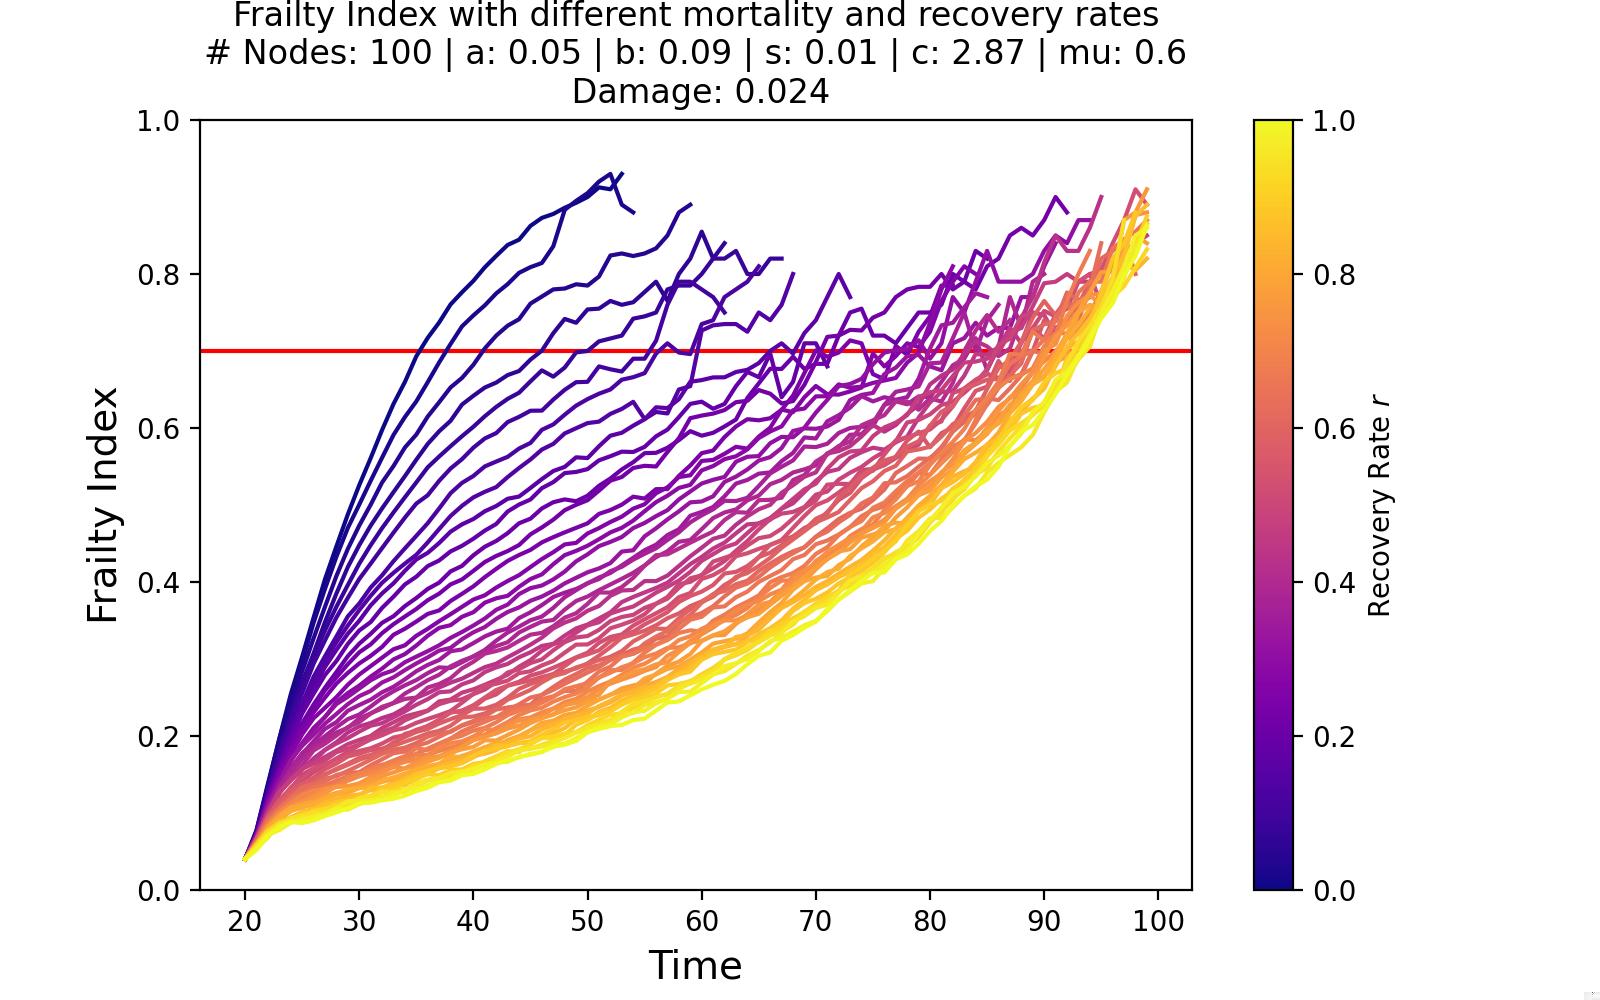 Frailty Index with different mortality and recovery rates
# Nodes: 100 | a: 0.05 | b: 0.09 | s: 0.01 | c: 2.87 | mu: 0.6
Damage: 0.024
1.0
0.8
0.6
0.4
0.2
0.0
Frailty Index
20 30 40 50 60 70 80 90 100
Time
1.0
0.8
0.6
0.4
0.2
0.0
Recovery Rate r